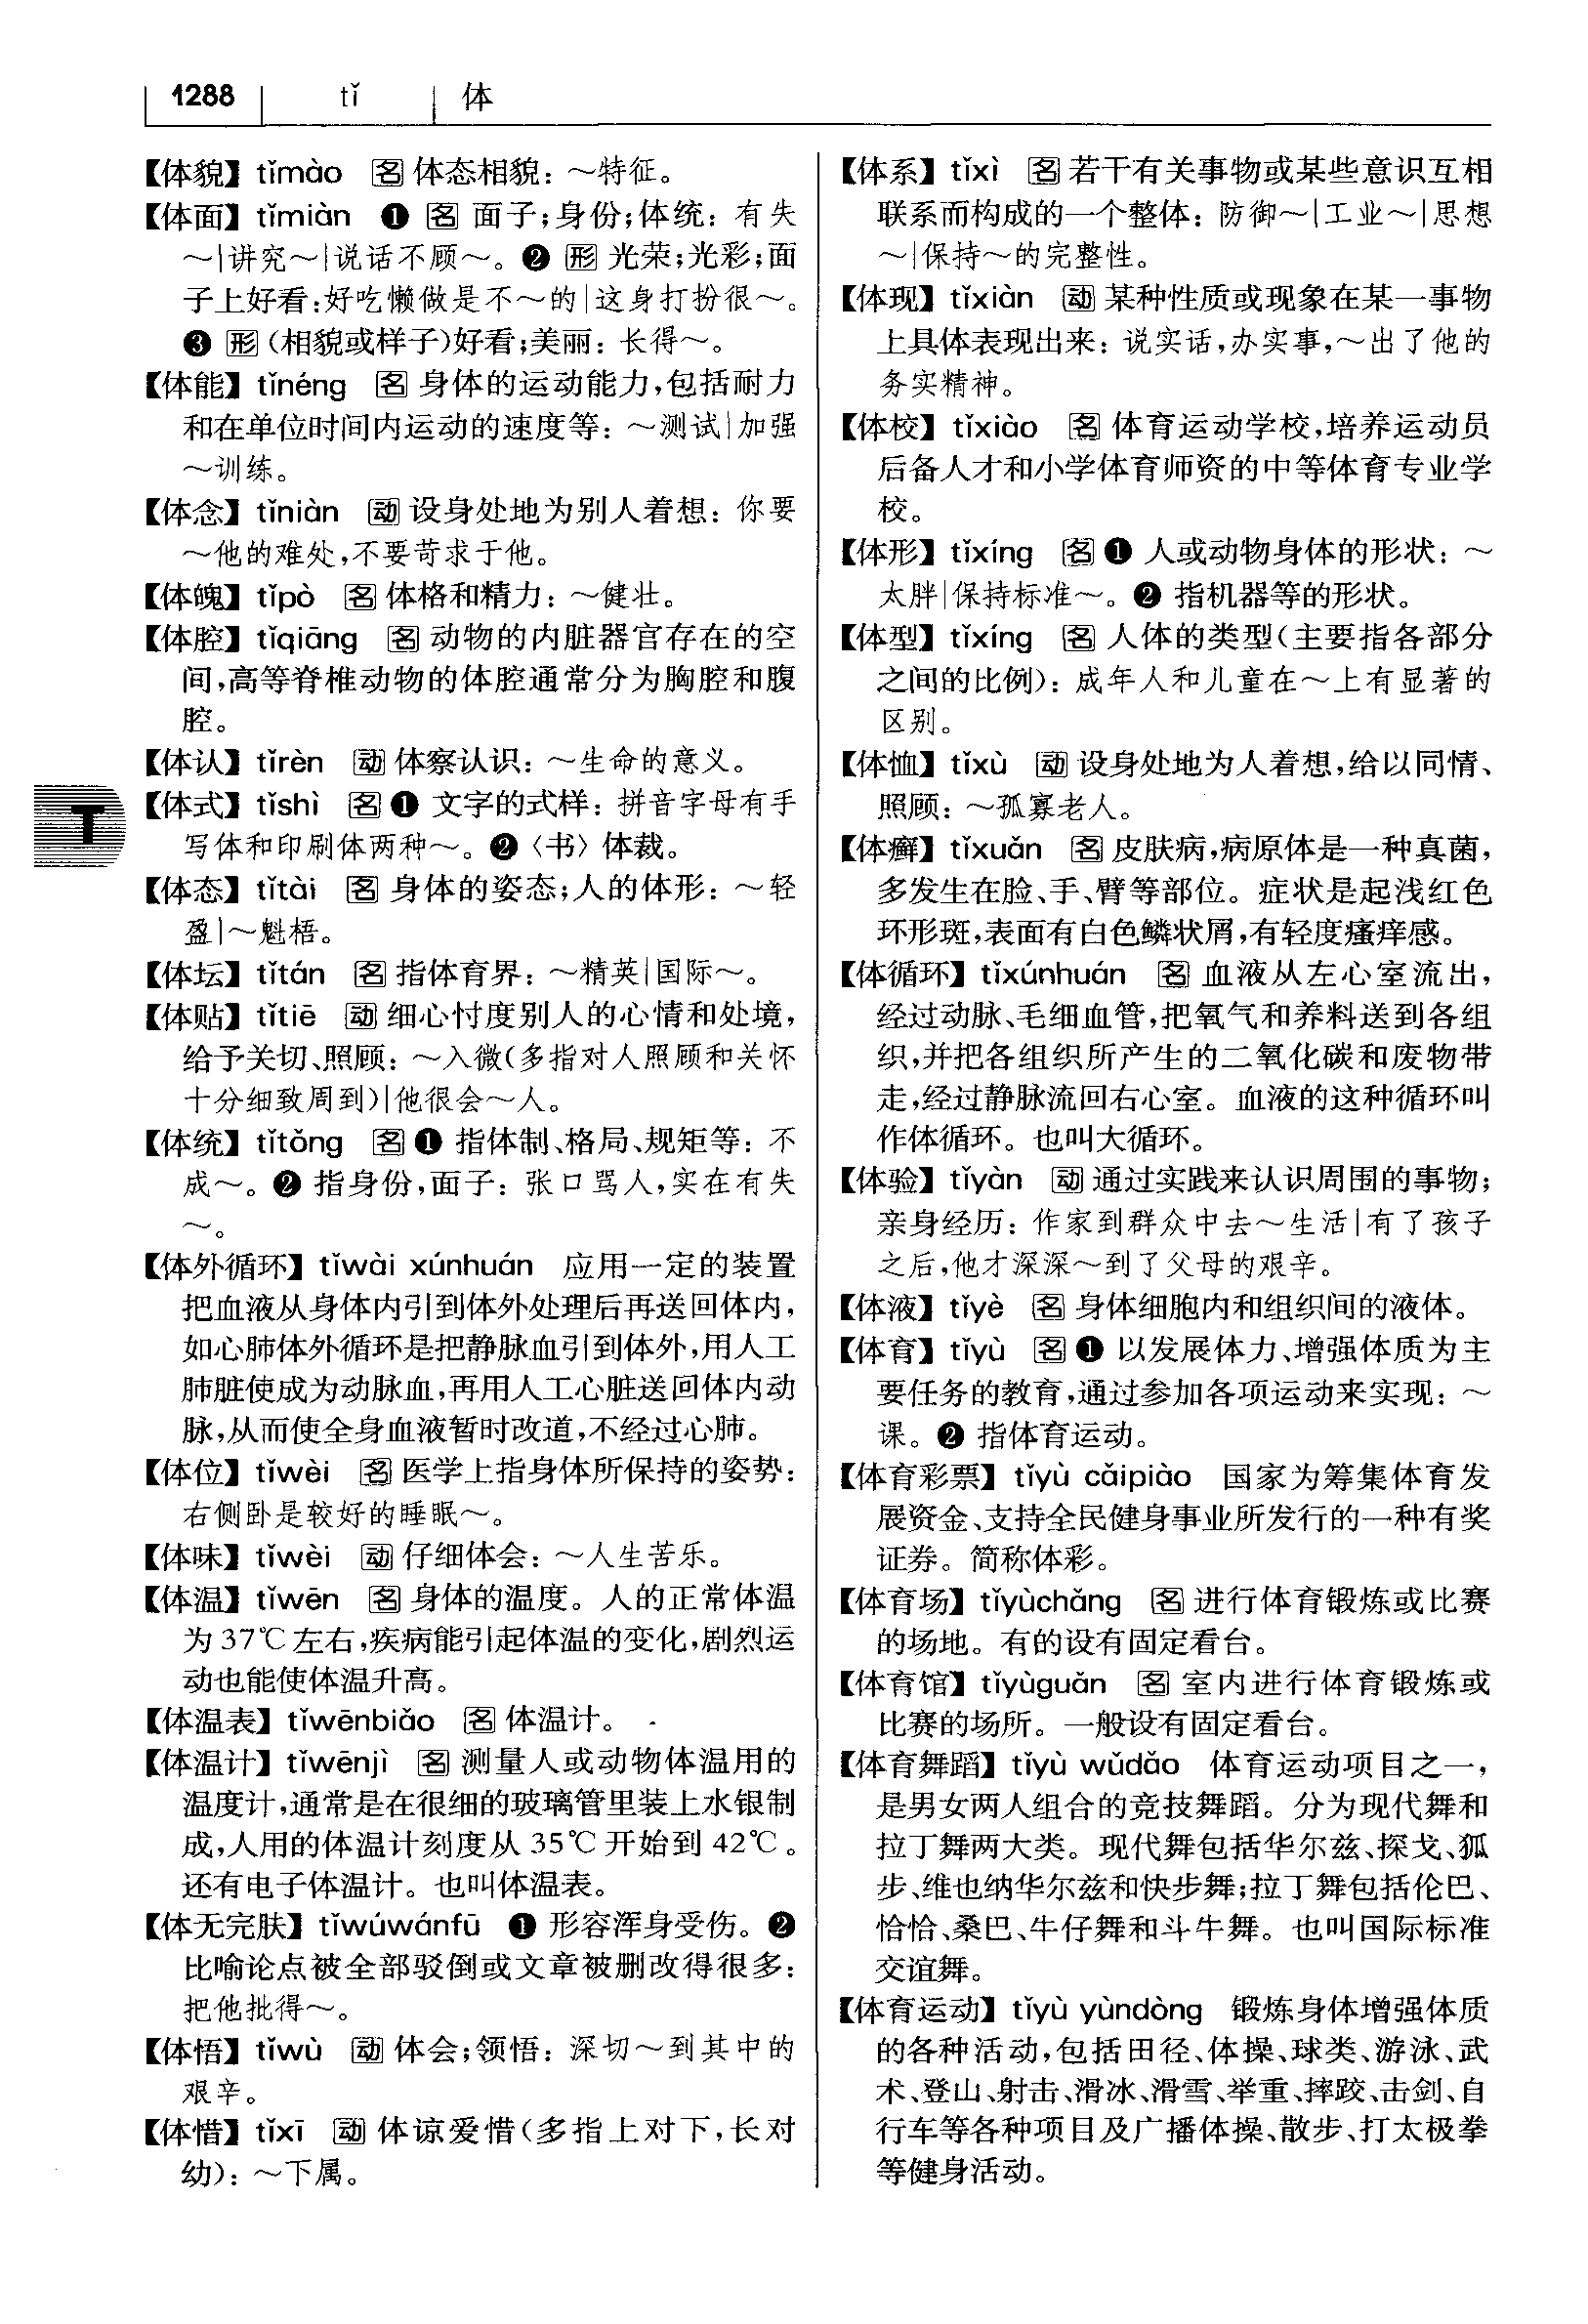 1288 tǐ 体
【体貌】 tǐmào 名 体态相貌：～特征。
【体面】 tǐmiàn ❶ 名 面子；身份；体统：有失
～|讲究～|说话不顾～。❷ 形 光荣；光彩；面
子上好看：好吃懒做是不～的|这身打扮很～。
❸ 形 (相貌或样子)好看；美丽：长得～。
【体能】 tǐnéng 名 身体的运动能力，包括耐力
和在单位时间内运动的速度等：～测试|加强
～训练。
【体念】 tǐniàn 动 设身处地为别人着想：你要
～他的难处，不要苛求于他。
【体魄】 tǐpò 名 体格和精力：～健壮。
【体腔】 tǐqiāng 名 动物的内脏器官存在的空
间，高等脊椎动物的体腔通常分为胸腔和腹
腔。
【体认】 tǐrèn 动 体察认识：～生命的意义。
【体式】 tǐshì 名 ❶ 文字的式样：拼音字母有手
写体和印刷体两种～。❷〈书〉体裁。
T
【体态】 tǐtài 名 身体的姿态；人的体形：～轻
盈|～魁梧。
【体坛】 tǐtán 名 指体育界：～精英|国际～。
【体贴】 tǐtiē 动 细心忖度别人的心情和处境，
给予关切、照顾：～入微(多指对人照顾和关怀
十分细致周到)|他很会～人。
【体统】 tǐtǒng 名 ❶ 指体制、格局、规矩等：不
成～。❷ 指身份，面子：张口骂人，实在有失
～。
【体外循环】 tǐwài xúnhuán 应用一定的装置
把血液从身体内引到体外处理后再送回体内，
如心肺体外循环是把静脉血引到体外，用人工
肺脏使成为动脉血，再用人工心脏送回体内动
脉，从而使全身血液暂时改道，不经过心肺。
【体位】 tǐwèi 名 医学上指身体所保持的姿势：
右侧卧是较好的睡眠～。
【体味】 tǐwèi 动 仔细体会：～人生苦乐。
【体温】 tǐwēn 名 身体的温度。人的正常体温
为37℃左右，疾病能引起体温的变化，剧烈运
动也能使体温升高。
【体温表】 tǐwēnbiǎo 名 体温计。
【体温计】 tǐwēnjì 名 测量人或动物体温用的
温度计，通常是在很细的玻璃管里装上水银制
成，人用的体温计刻度从35℃开始到42℃。
还有电子体温计。也叫体温表。
【体无完肤】 tǐwúwánfū ❶ 形容浑身受伤。❷
比喻论点被全部驳倒或文章被删改得很多：
把他批得～。
【体悟】 tǐwù 动 体会；领悟：深切～到其中的
艰辛。
【体惜】 tǐxī 动 体谅爱惜(多指上对下，长对
幼)：～下属。
【体系】 tǐxì 名 若干有关事物或某些意识互相
联系而构成的一个整体：防御～|工业～|思想
～|保持～的完整性。
【体现】 tǐxiàn 动 某种性质或现象在某一事物
上具体表现出来：说实话，办实事，～出了他的
务实精神。
【体校】 tǐxiào 名 体育运动学校，培养运动员
后备人才和小学体育师资的中等体育专业学
校。
【体形】 tǐxíng 名 ❶ 人或动物身体的形状：～
太胖|保持标准～。❷ 指机器等的形状。
【体型】 tǐxíng 名 人体的类型(主要指各部分
之间的比例)：成年人和儿童在～上有显著的
区别。
【体恤】 tǐxù 动 设身处地为人着想，给以同情、
照顾：～孤寡老人。
【体癣】 tǐxuǎn 名 皮肤病，病原体是一种真菌，
多发生在脸、手、臂等部位。症状是起浅红色
环形斑，表面有白色鳞状屑，有轻度瘙痒感。
【体循环】 tǐxúnhuán 名 血液从左心室流出，
经过动脉、毛细血管，把氧气和养料送到各组
织，并把各组织所产生的二氧化碳和废物带
走，经过静脉流回右心室。血液的这种循环叫
作体循环。也叫大循环。
【体验】 tǐyàn 动 通过实践来认识周围的事物；
亲身经历：作家到群众中去～生活|有了孩子
之后，他才深深～到了父母的艰辛。
【体液】 tǐyè 名 身体细胞内和组织间的液体。
【体育】 tǐyù 名 ❶ 以发展体力、增强体质为主
要任务的教育，通过参加各项运动来实现：～
课。❷ 指体育运动。
【体育彩票】 tǐyù cǎipiào 国家为筹集体育发
展资金、支持全民健身事业所发行的一种有奖
证券。简称体彩。
【体育场】 tǐyùchǎng 名 进行体育锻炼或比赛
的场地。有的设有固定看台。
【体育馆】 tǐyùguǎn 名 室内进行体育锻炼或
比赛的场所。一般设有固定看台。
【体育舞蹈】 tǐyù wǔdǎo 体育运动项目之一，
是男女两人组合的竞技舞蹈。分为现代舞和
拉丁舞两大类。现代舞包括华尔兹、探戈、狐
步、维也纳华尔兹和快步舞；拉丁舞包括伦巴、
恰恰、桑巴、牛仔舞和斗牛舞。也叫国际标准
交谊舞。
【体育运动】 tǐyù yùndòng 锻炼身体增强体质
的各种活动，包括田径、体操、球类、游泳、武
术、登山、射击、滑冰、滑雪、举重、摔跤、击剑、自
行车等各种项目及广播体操、散步、打太极拳
等健身活动。